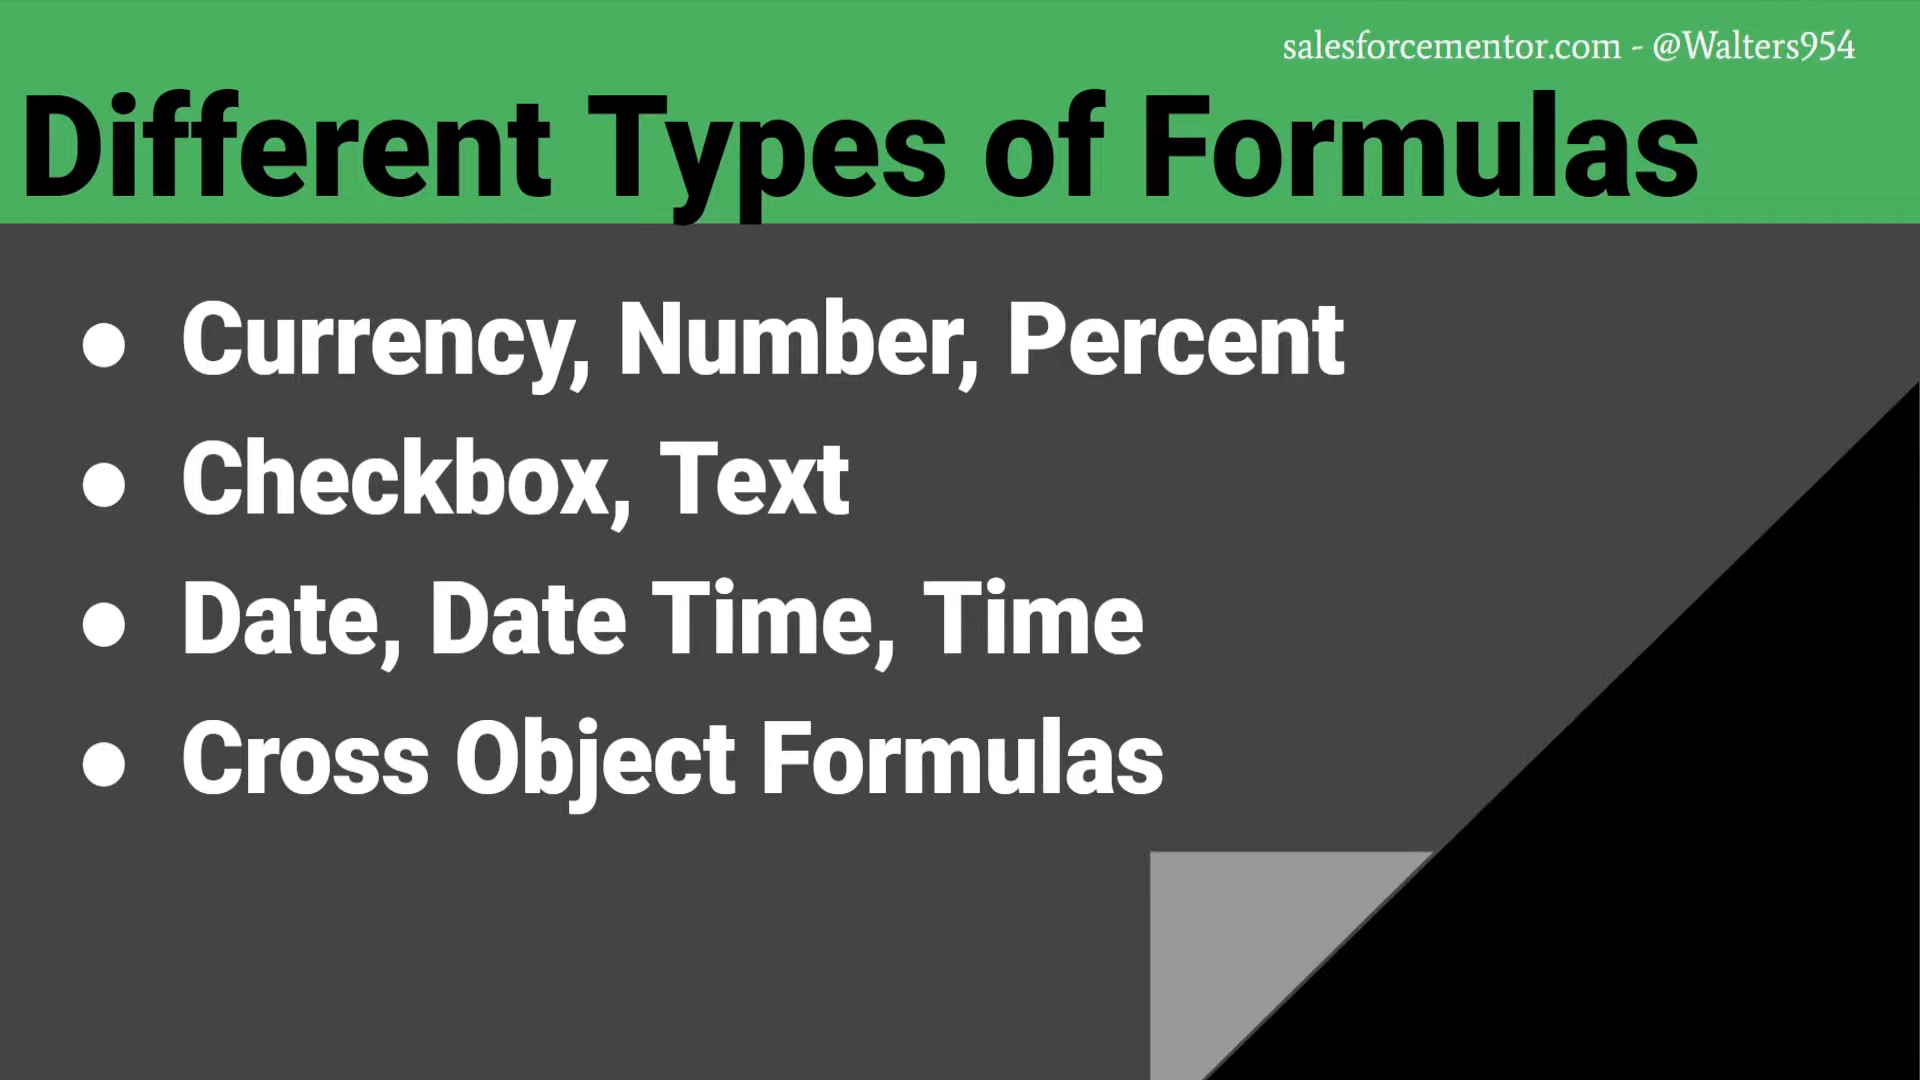 salesforcementor.com - @Walters954
Different Types of Formulas
● Currency, Number, Percent
● Checkbox, Text
● Date, Date Time, Time
● Cross Object Formulas